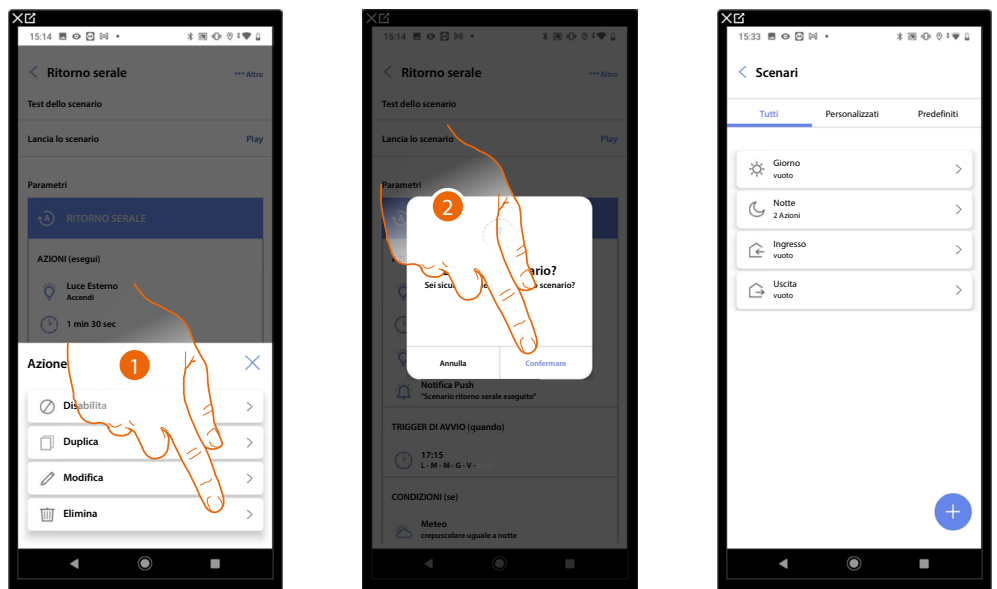 15:14
Ritorno serale
Altro
Test dello scenario
Lancia lo scenario Play
Parametri
RITORNO SERALE
AZIONI (esegui)
Luce Esterno
Accendi
1 min 30 sec
Azione
1
Disabilita
Duplica
Modifica
Elimina
15:14
Ritorno serale
Altro
Test dello scenario
Lancia lo scenario Play
Parametri
2
Sei scenario?
Annulla Confermare
Notifica Push
"Scenario ritorno serale eseguito"
TRIGGER DI AVVIO (quando)
17:15
L - M - M - G - V -
CONDIZIONI (se)
Meteo
crepuscolare uguale a notte
15:33
Scenari
Tutti Personalizzati Predefiniti
Giorno
vuoto
Notte
2 Azioni
Ingresso
vuoto
Uscita
vuoto